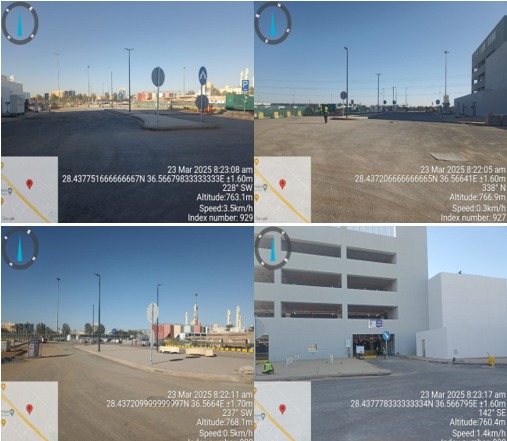 23 Mar 2025 8:23:08 am
28.437751666666667N 36.56679833333333E ±1.60m
228° SW
Altitude:763.1m
Speed:3.5km/h
Index number: 929
Google
P
23 Mar 2025 8:22:05 am
28.437206666666665N 36.56641E ±1.60m
338° N
Altitude:766.9m
Speed:0.3km/h
Index number: 927
Google
23 Mar 2025 8:22:11 am
28.437209999999997N 36.5664E ±1.70m
237° SW
Altitude:768.1m
Speed:0.5km/h
23 Mar 2025 8:23:17 am
28.437778333333334N 36.566795E ±1.60m
142° SE
Altitude:760.4m
Speed:1.4km/h